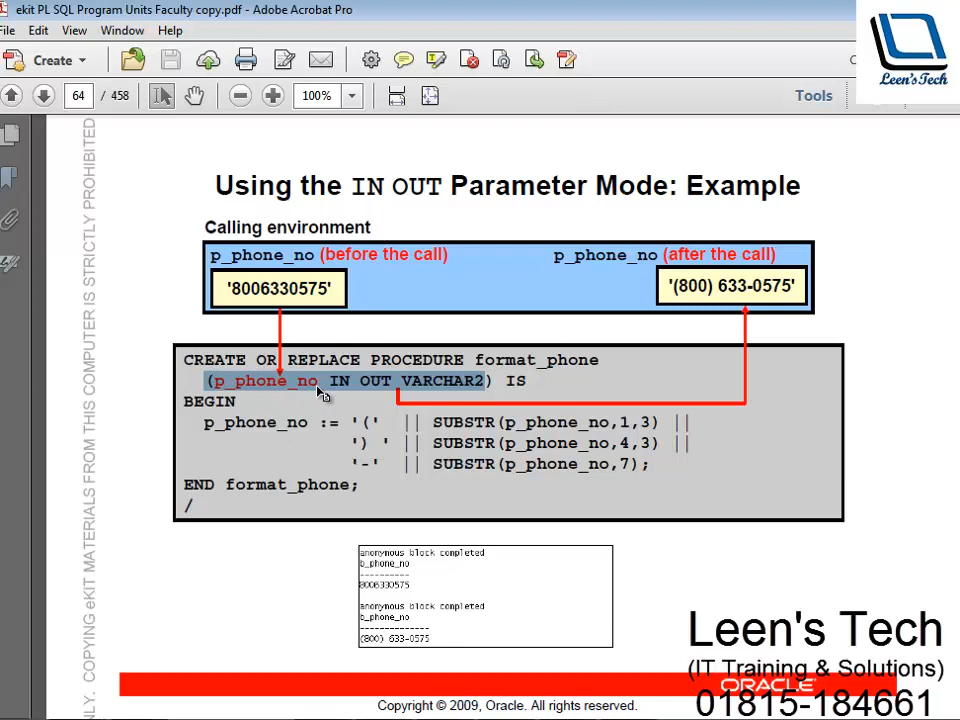 ekit PL SQL Program Units Faculty copy.pdf - Adobe Acrobat Pro
File Edit View Window Help
Create
64 / 458 100% Tools
Leen'sTech
ONLY. COPYING eKIT MATERIALS FROM THIS COMPUTER IS STRICTLY PROHIBITED
Using the IN OUT Parameter Mode: Example
Calling environment
p_phone_no (before the call) p_phone_no (after the call)
'8006330575' '(800) 633-0575'
CREATE OR REPLACE PROCEDURE format_phone
(p_phone_no IN OUT VARCHAR2) IS
BEGIN
p_phone_no := '(' || SUBSTR(p_phone_no,1,3) ||
') ' || SUBSTR(p_phone_no,4,3) ||
'-' || SUBSTR(p_phone_no,7);
END format_phone;
/
anonymous block completed
b_phone_no
----------
8006330575
anonymous block completed
b_phone_no
--------------
(800) 633-0575
Leen's Tech
(IT Training & Solutions)
01815-184661
ORACLE
Copyright © 2009, Oracle. All rights reserved.